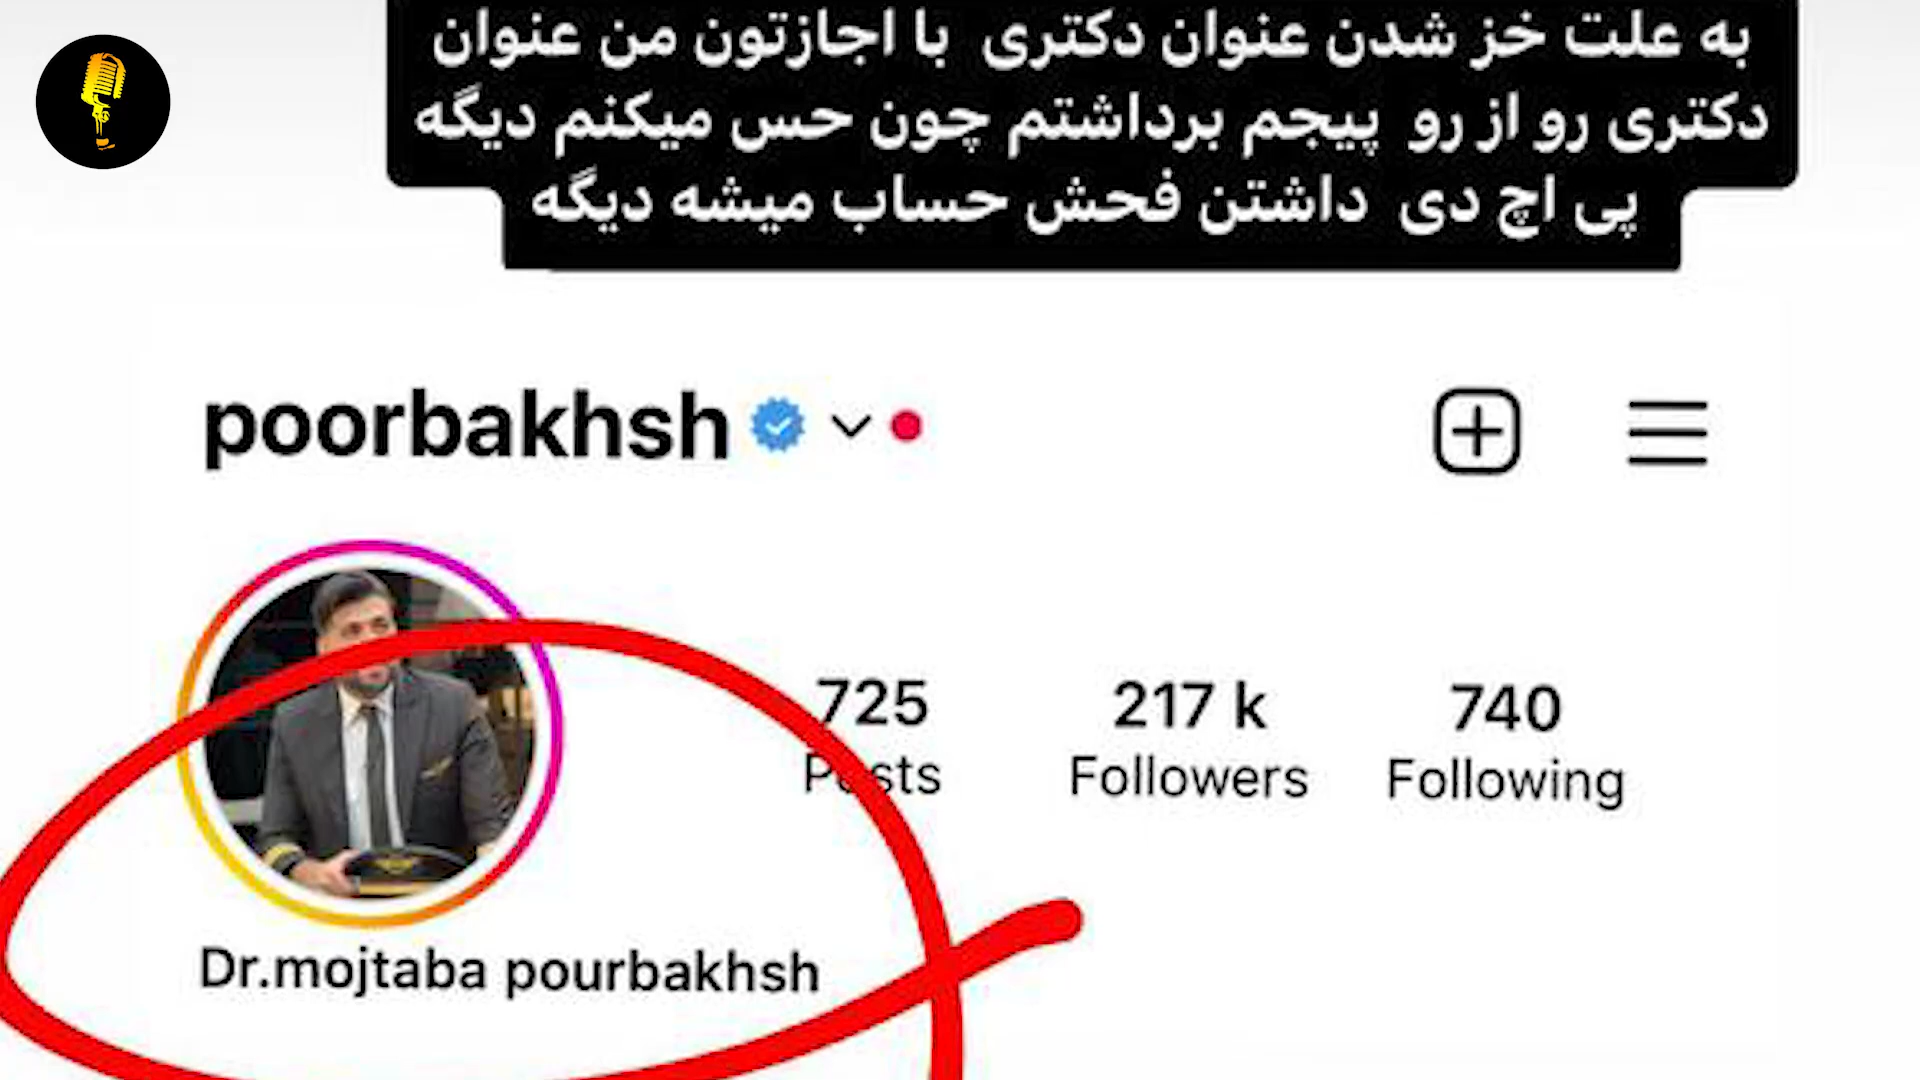 به علت خز شدن عنوان دکتری با اجازتون من عنوان
دکتری رو از رو پیجم برداشتم چون حس میکنم دیگه
پی اچ دی داشتن فحش حساب میشه دیگه
poorbakhsh
725 217 k 740
Posts Followers Following
Dr.mojtaba pourbakhsh